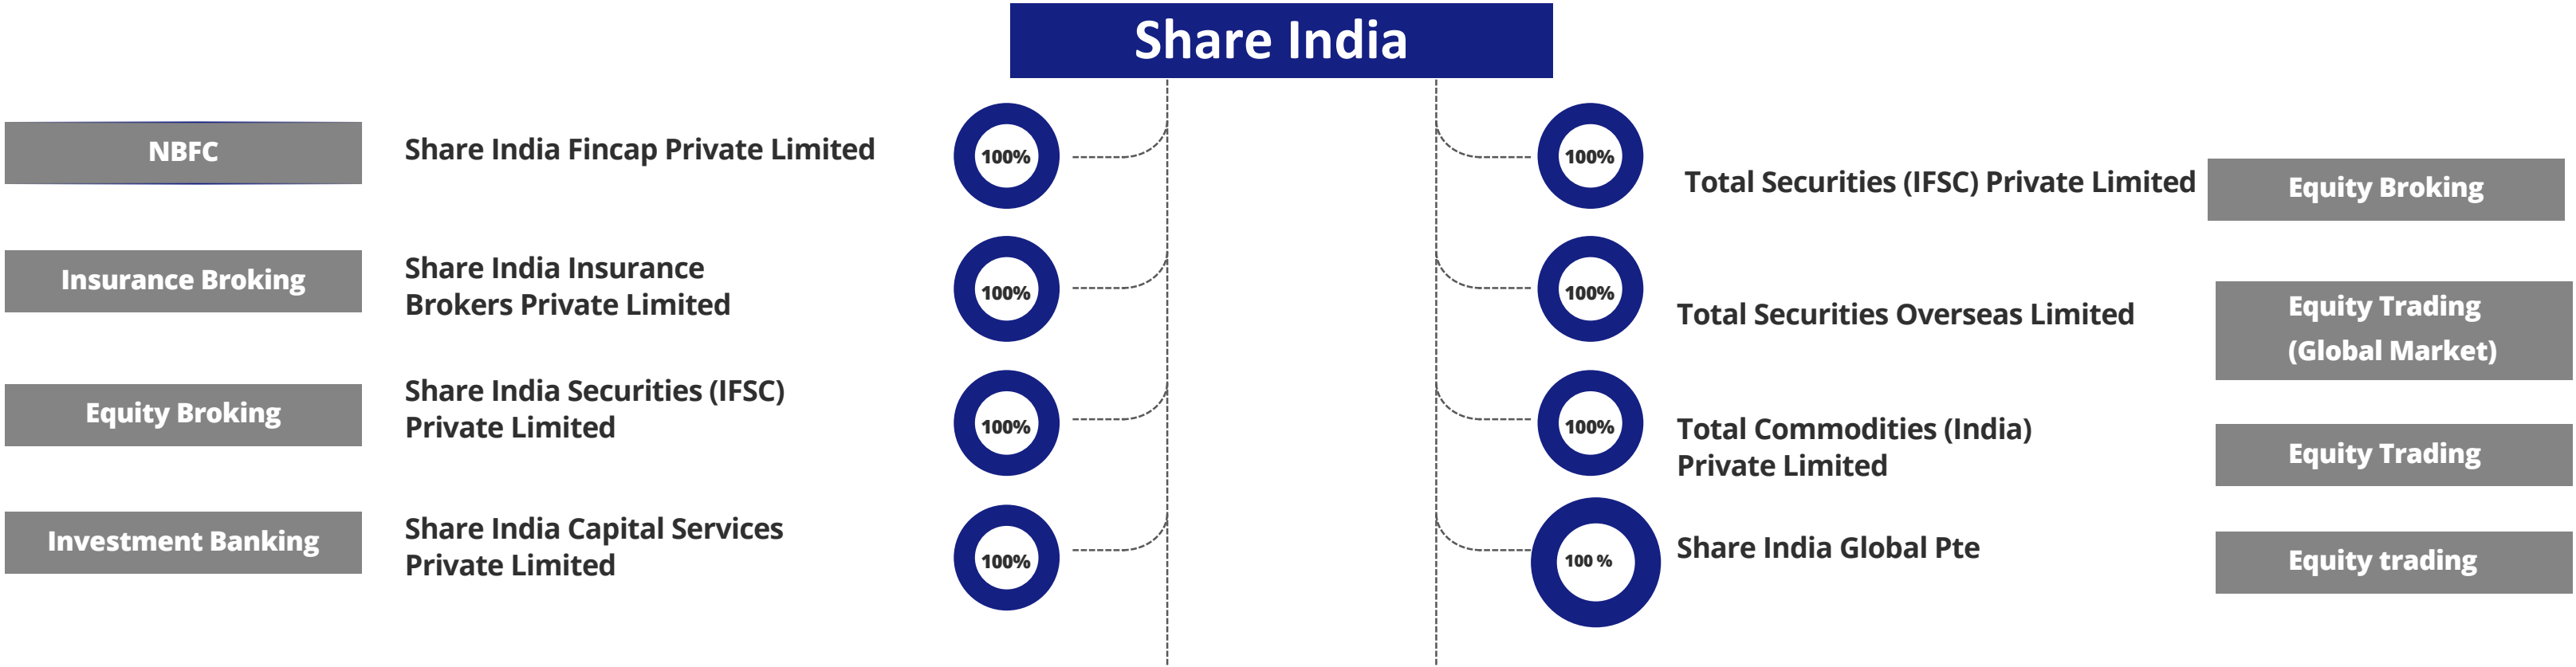 Share India
NBFC
Share India Fincap Private Limited
100%
Insurance Broking
Share India Insurance
Brokers Private Limited
100%
Equity Broking
Share India Securities (IFSC)
Private Limited
100%
Investment Banking
Share India Capital Services
Private Limited
100%
100%
Total Securities (IFSC) Private Limited
Equity Broking
100%
Total Securities Overseas Limited
Equity Trading
(Global Market)
100%
Total Commodities (India)
Private Limited
Equity Trading
100 %
Share India Global Pte
Equity trading